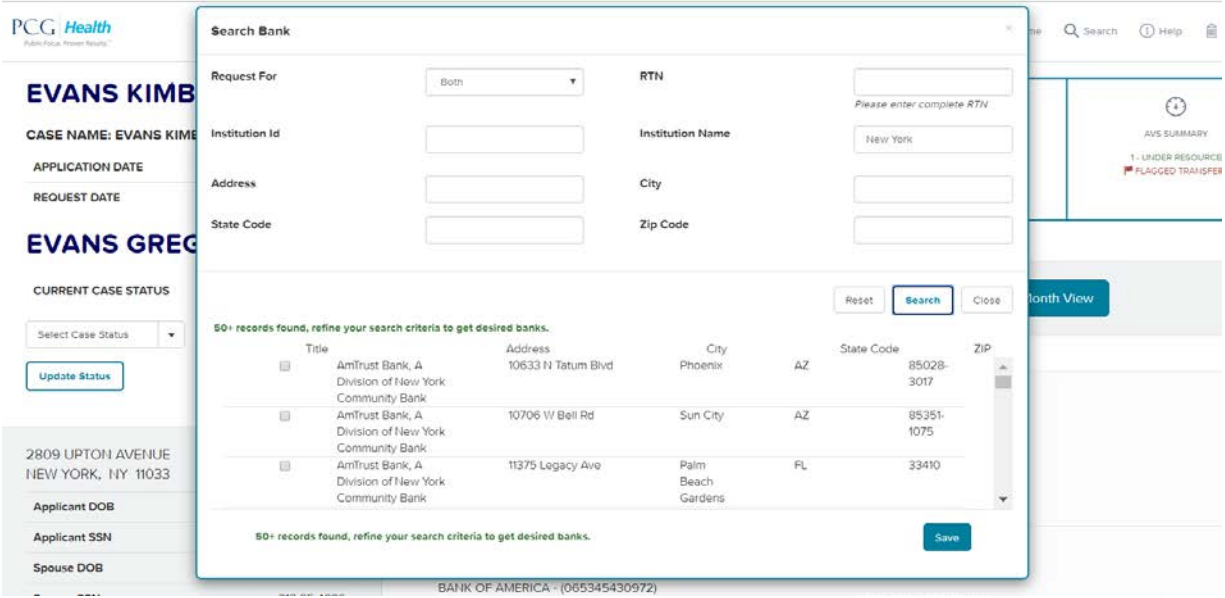 PCG Health
Public Focus. Proven Results.™
Search Help
EVANS KIMB
CASE NAME: EVANS KIME
APPLICATION DATE
REQUEST DATE
EVANS GREG
CURRENT CASE STATUS
Select Case Status
Update Status
2809 UPTON AVENUE
NEW YORK, NY 11033
Applicant DOB
Applicant SSN
Spouse DOB
Search Bank
Request For Both RTN
Please enter complete RTN
Institution Id Institution Name New York
Address City
State Code Zip Code
Reset Search Close
50+ records found, refine your search criteria to get desired banks.
Title Address City State Code ZIP
AmTrust Bank, A 10633 N Tatum Blvd Phoenix AZ 85028-
Division of New York 3017
Community Bank
AmTrust Bank, A 10706 W Bell Rd Sun City AZ 85351-
Division of New York 1075
Community Bank
AmTrust Bank, A 11375 Legacy Ave Palm FL 33410
Division of New York Beach
Community Bank Gardens
50+ records found, refine your search criteria to get desired banks.
Save
AVS SUMMARY
1 - UNDER RESOURCE
FLAGGED TRANSFER
Month View
BANK OF AMERICA - (065345430972)